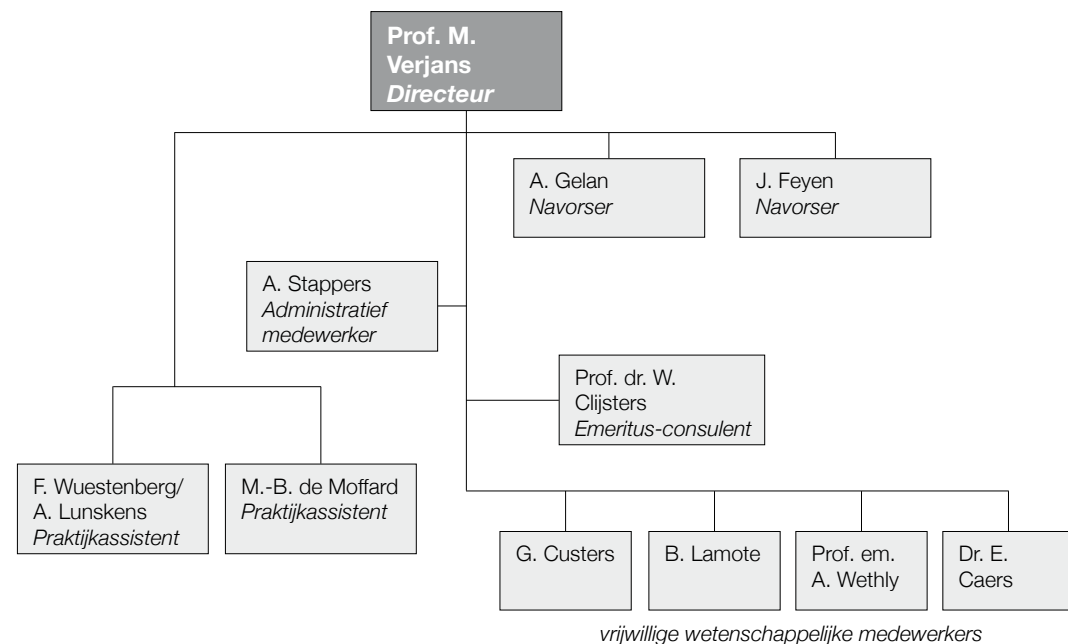 Prof. M.
Verjans
Directeur
A. Gelan
Navorser
J. Feyen
Navorser
A. Stappers
Administratief
medewerker
Prof. dr. W.
Clijsters
Emeritus-consulent
F. Wuestenberg/
A. Lunskens
Praktijkassistent
M.-B. de Moffard
Praktijkassistent
G. Custers
B. Lamote
Prof. em.
A. Wethly
Dr. E.
Caers
vrijwillige wetenschappelijke medewerkers